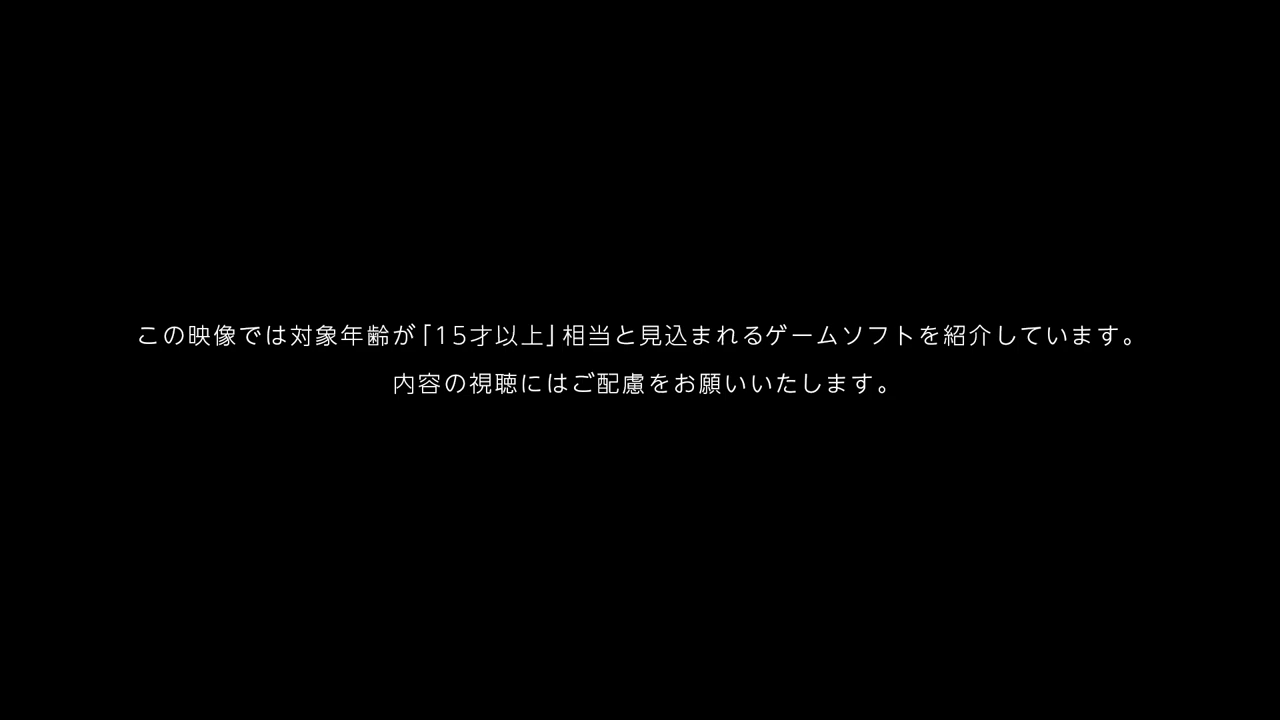 この映像では対象年齢が「15才以上」相当と見込まれるゲームソフトを紹介しています。
内容の視聴にはご配慮をお願いいたします。